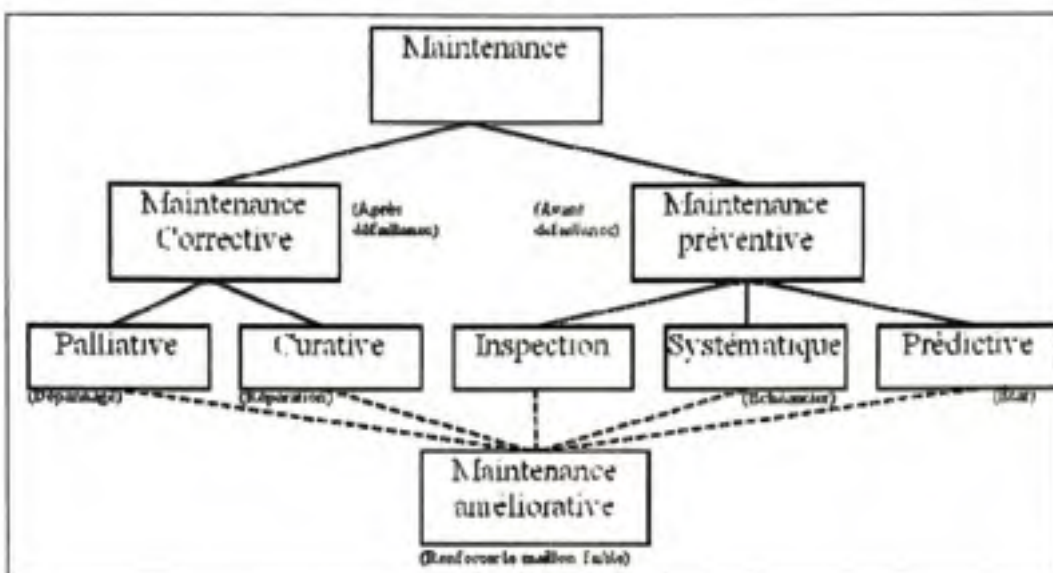 Maintenance
Maintenance
Corrective
(Après
défaillance)
(Avant
défaillance)
Maintenance
préventive
Palliative
Curative
Inspection
Systématique
Prédictive
(Dépannage)
(Réparation)
(Echéancier)
(Etat)
Maintenance
améliorative
(Renforcer le maillon faible)